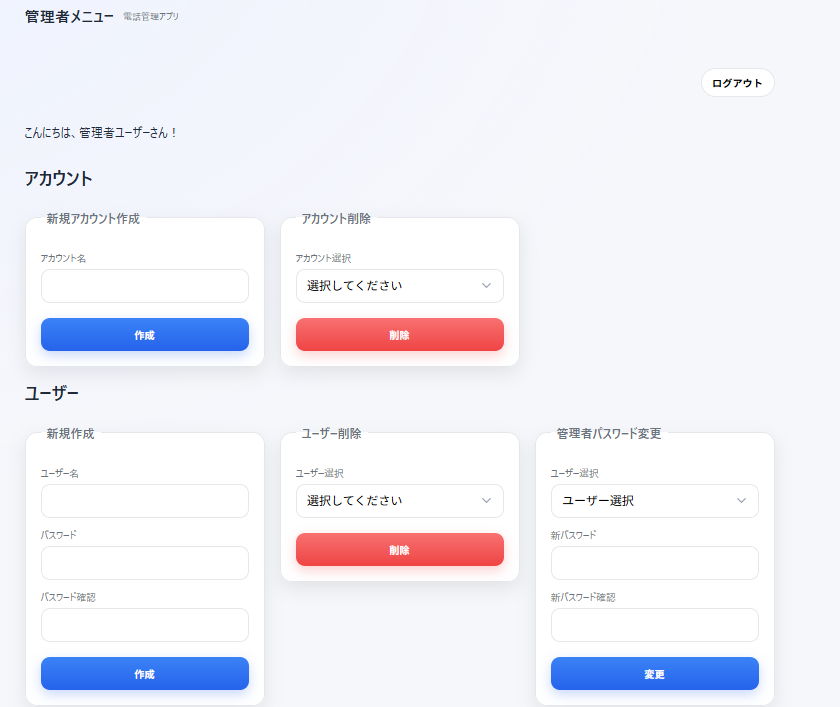 管理者メニュー 電話管理アプリ
ログアウト
こんにちは、管理者ユーザーさん！
アカウント
新規アカウント作成
アカウント名
作成
アカウント削除
アカウント選択
選択してください
削除
ユーザー
新規作成
ユーザー名
パスワード
パスワード確認
作成
ユーザー削除
ユーザー選択
選択してください
削除
管理者パスワード変更
ユーザー選択
ユーザー選択
新パスワード
新パスワード確認
変更